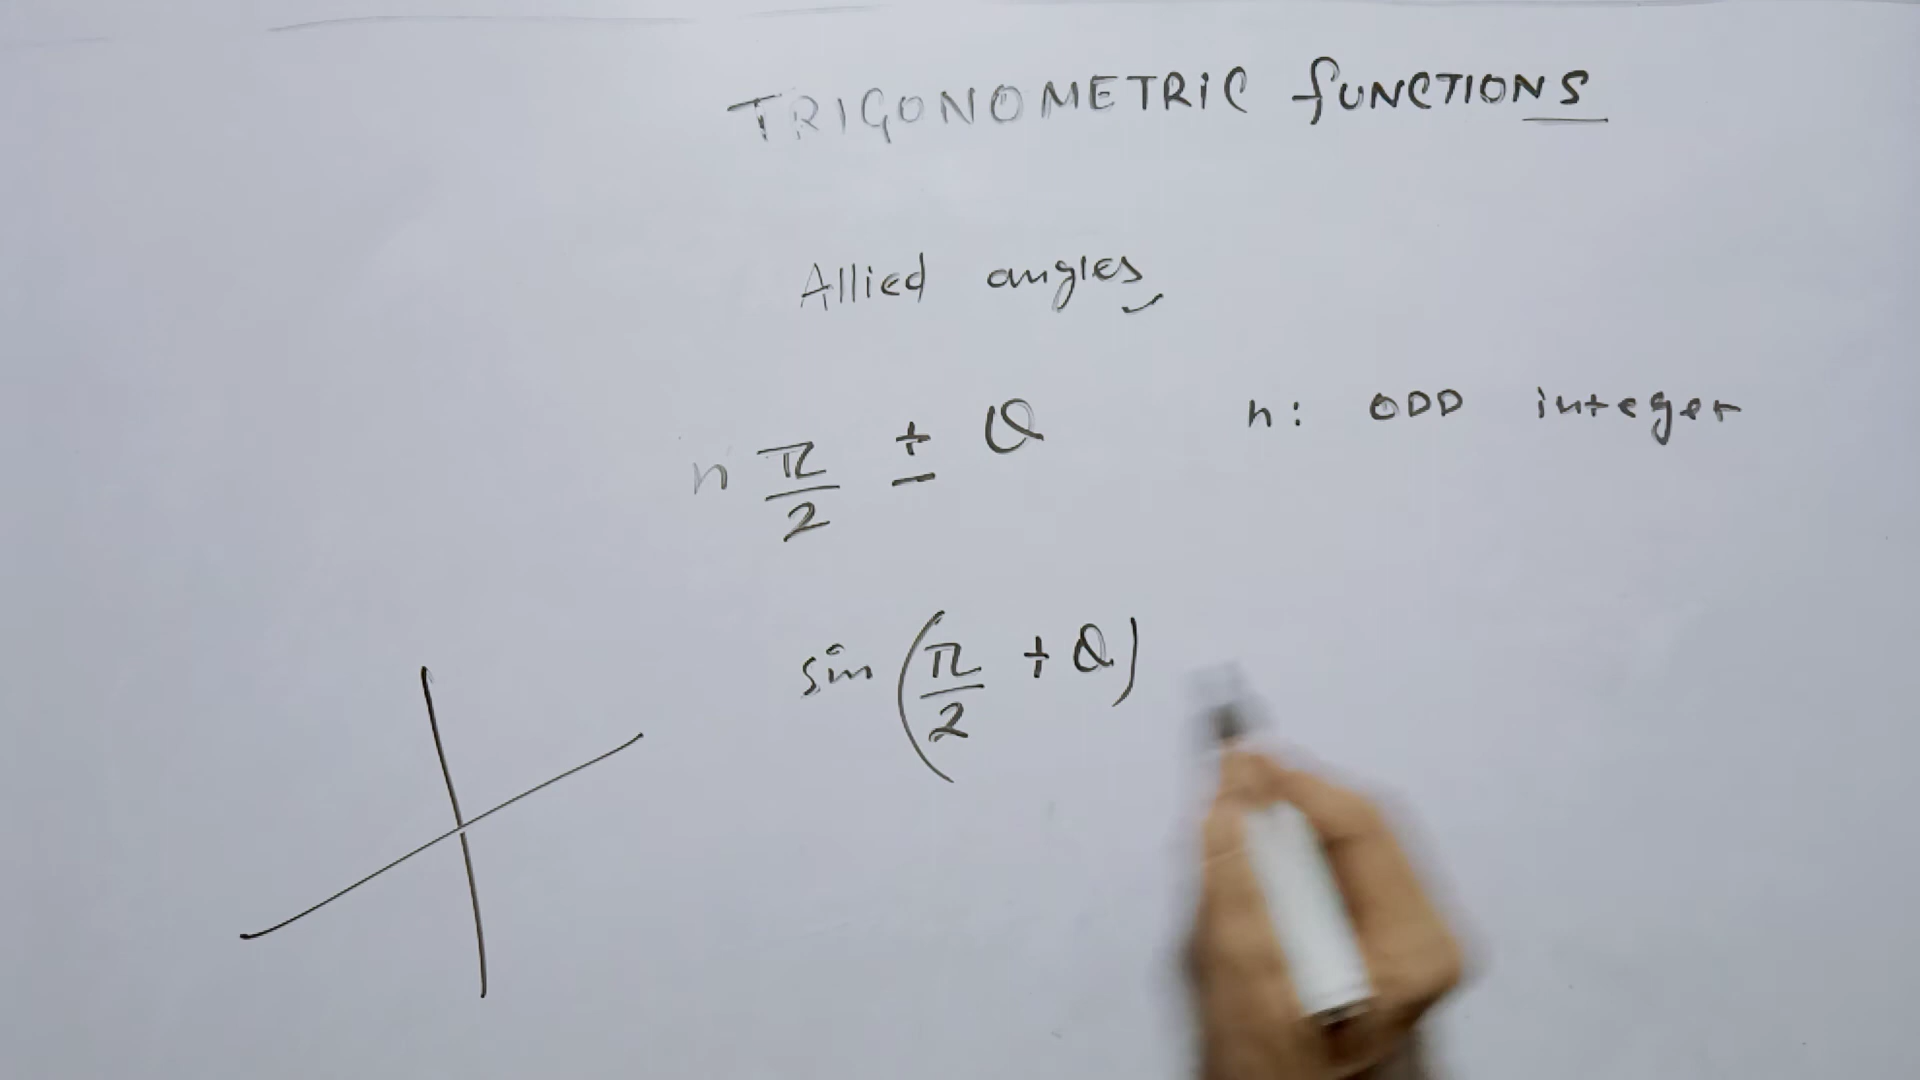 TRIGONOMETRIC fUNCTIONS
Allied angles
n π/2 ± θ n: ODD integer
sin (π/2 + θ)